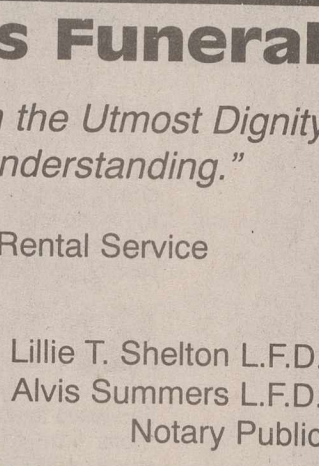 s Funeral
the Utmost Dignity
nderstanding.”
Rental Service
Lillie T. Shelton L.F.D.
Alvis Summers L.F.D.
Notary Public